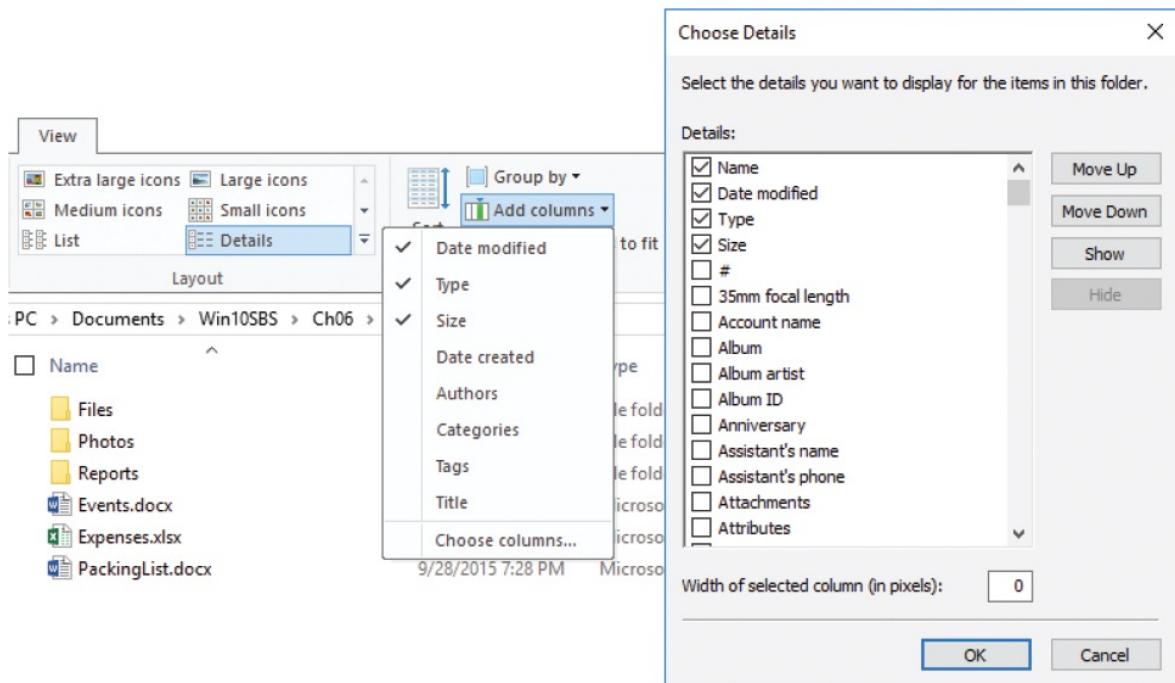 View
Extra large icons Large icons
Medium icons Small icons
List Details
Layout
Group by
Add columns
to fit
Date modified
Type
Size
Date created
Authors
Categories
Tags
Title
Choose columns...
PC > Documents > Win10SBS > Ch06 >
Name
Files
Photos
Reports
Events.docx
Expenses.xlsx
PackingList.docx 9/28/2015 7:28 PM
Choose Details
Select the details you want to display for the items in this folder.
Details:
Name
Date modified
Type
Size
#
35mm focal length
Account name
Album
Album artist
Album ID
Anniversary
Assistant's name
Assistant's phone
Attachments
Attributes
Move Up
Move Down
Show
Hide
Width of selected column (in pixels): 0
OK Cancel